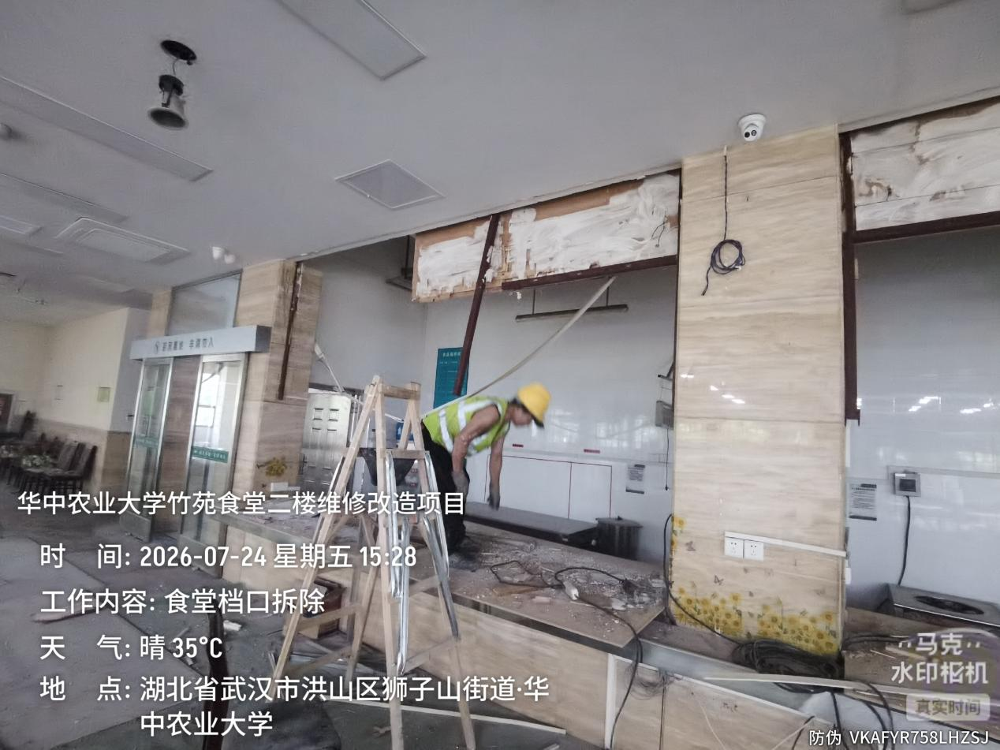 华中农业大学竹苑食堂二楼维修改造项目
时 间: 2026-07-24 星期五 15:28
工作内容: 食堂档口拆除
天 气: 晴 35°C
地 点: 湖北省武汉市洪山区狮子山街道·华
中农业大学
马克
水印相机
真实时间
防伪 VKAFYR758LHZSJ